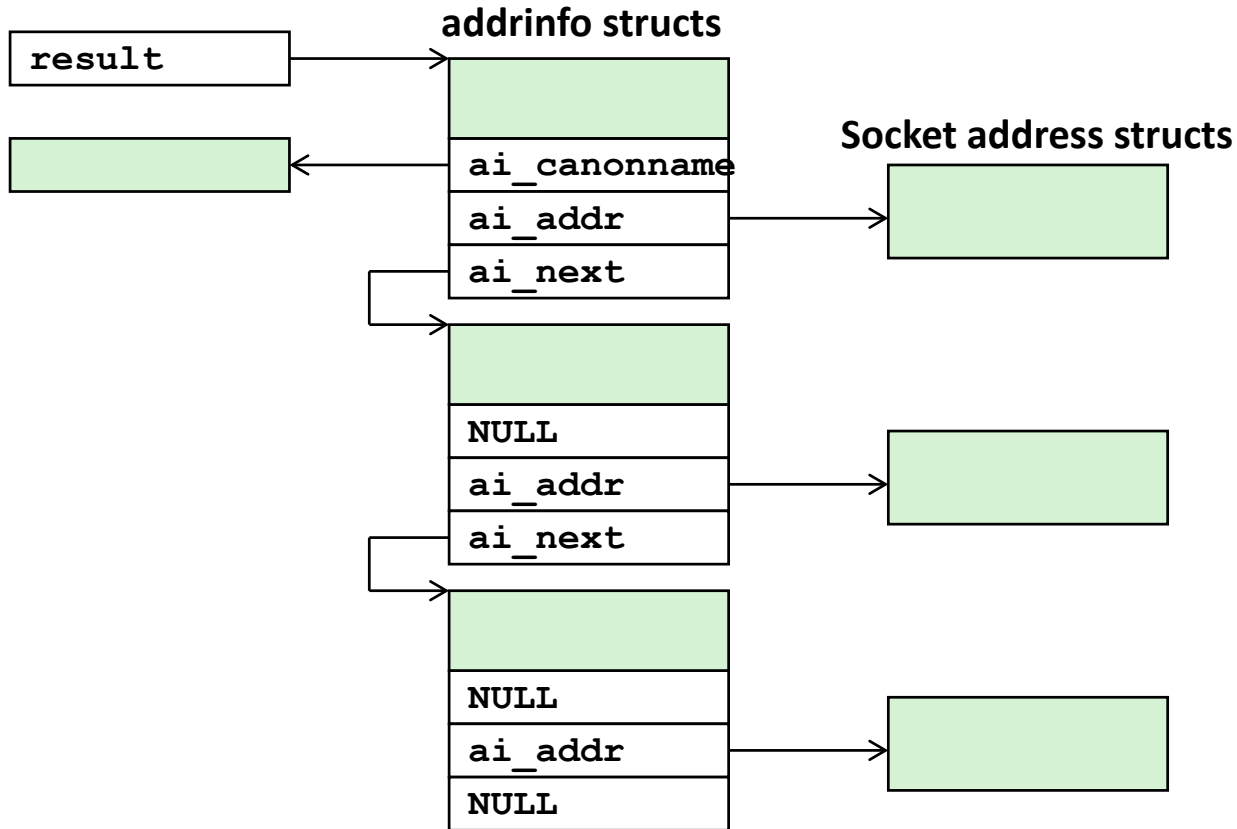 addrinfo structs
result
Socket address structs
ai_canonname
ai_addr
ai_next
NULL
ai_addr
ai_next
NULL
ai_addr
NULL